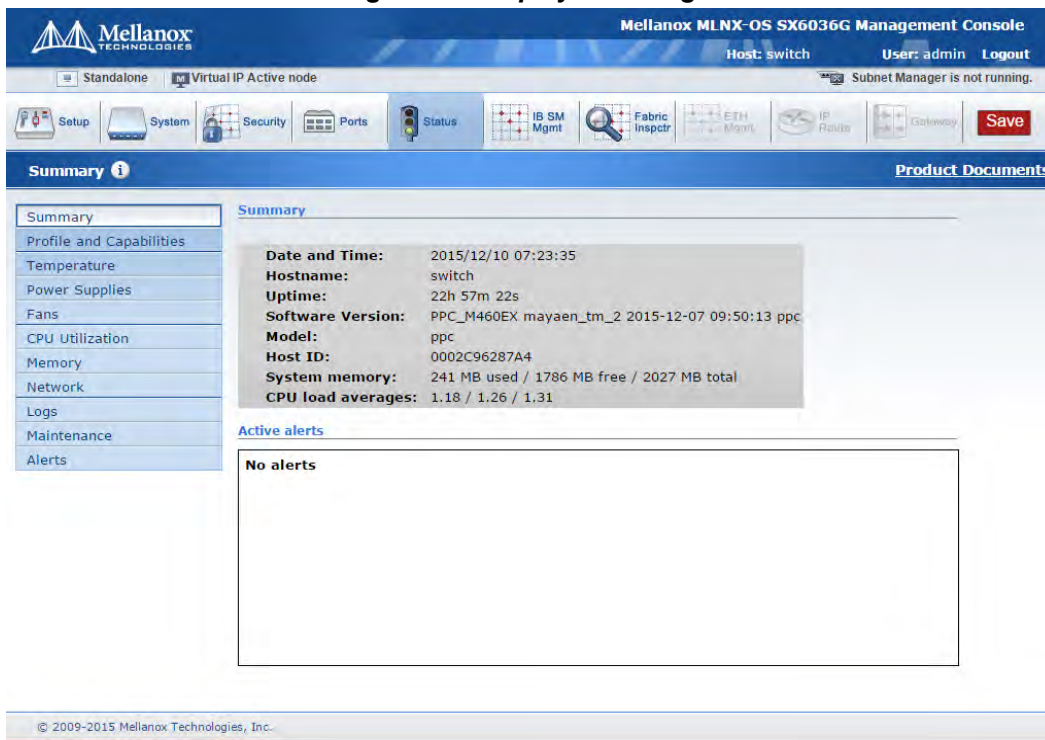 Mellanox
TECHNOLOGIES
Mellanox MLNX-OS SX6036G Management Console
Host: switch User: admin Logout
Standalone Virtual IP Active node Subnet Manager is not running.
Setup System Security Ports Status IB SM Mgmt Fabric Inspctr ETH Mgmt IP Route Gateway Save
Summary Product Documents
Summary
Profile and Capabilities
Temperature
Power Supplies
Fans
CPU Utilization
Memory
Network
Logs
Maintenance
Alerts
Summary
Date and Time: 2015/12/10 07:23:35
Hostname: switch
Uptime: 22h 57m 22s
Software Version: PPC_M460EX mayaen_tm_2 2015-12-07 09:50:13 ppc
Model: ppc
Host ID: 0002C96287A4
System memory: 241 MB used / 1786 MB free / 2027 MB total
CPU load averages: 1.18 / 1.26 / 1.31
Active alerts
No alerts
© 2009-2015 Mellanox Technologies, Inc.